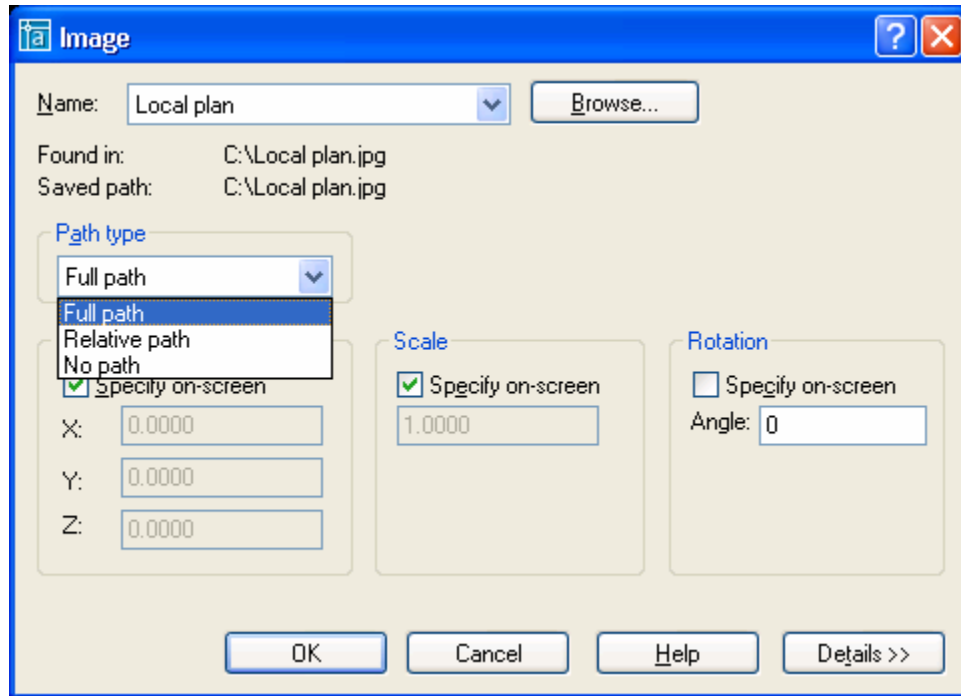 Image
Name: Local plan Browse...
Found in: C:\Local plan.jpg
Saved path: C:\Local plan.jpg
Path type
Full path
Full path
Relative path
No path
Specify on-screen
X: 0.0000
Y: 0.0000
Z: 0.0000
Scale
Specify on-screen
1.0000
Rotation
Specify on-screen
Angle: 0
OK Cancel Help Details >>